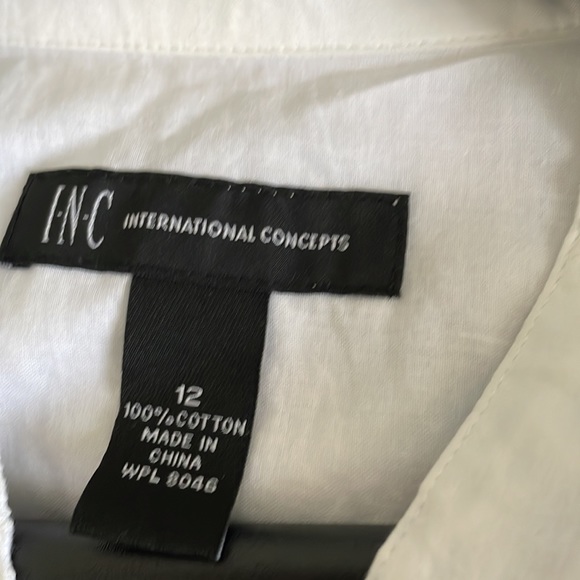 I·N·C INTERNATIONAL CONCEPTS
12
100% COTTON
MADE IN
CHINA
WPL 8046